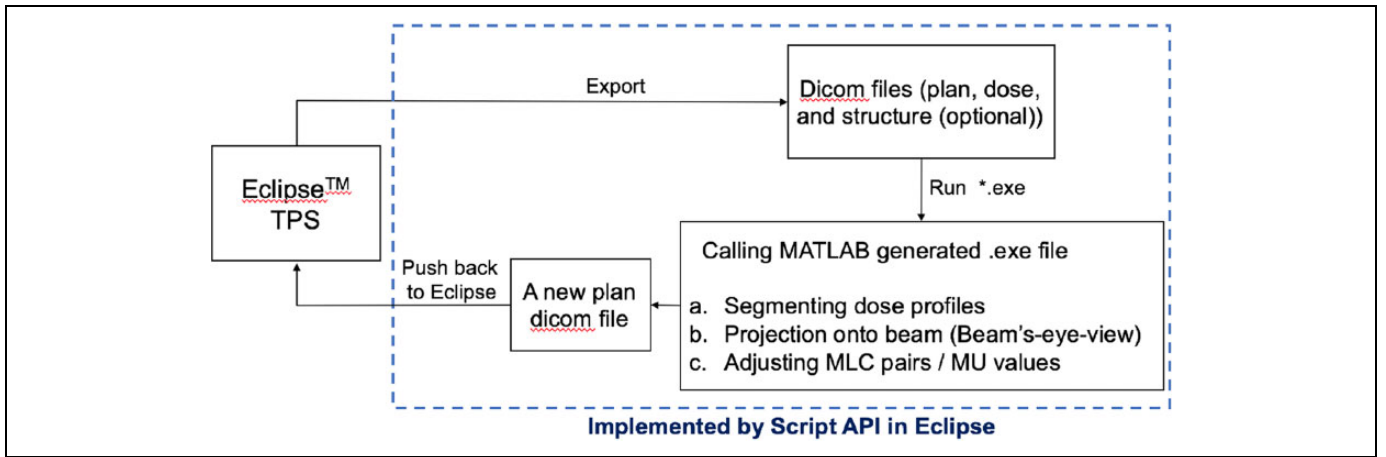 Export
Dicom files (plan, dose,
and structure (optional))
Eclipse™
TPS
Run *.exe
Calling MATLAB generated .exe file
a. Segmenting dose profiles
b. Projection onto beam (Beam's-eye-view)
c. Adjusting MLC pairs / MU values
Push back
to Eclipse
A new plan
dicom file
Implemented by Script API in Eclipse